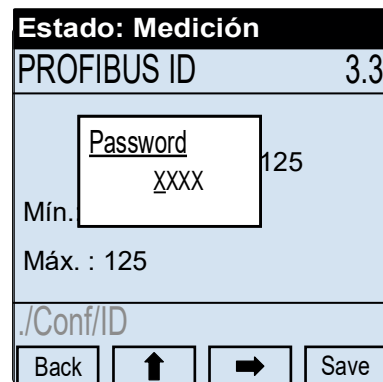 Estado: Medición
PROFIBUS ID 3.3
Password
XXXX
125
Mín.:
Máx. : 125
./Conf/ID
Back Save